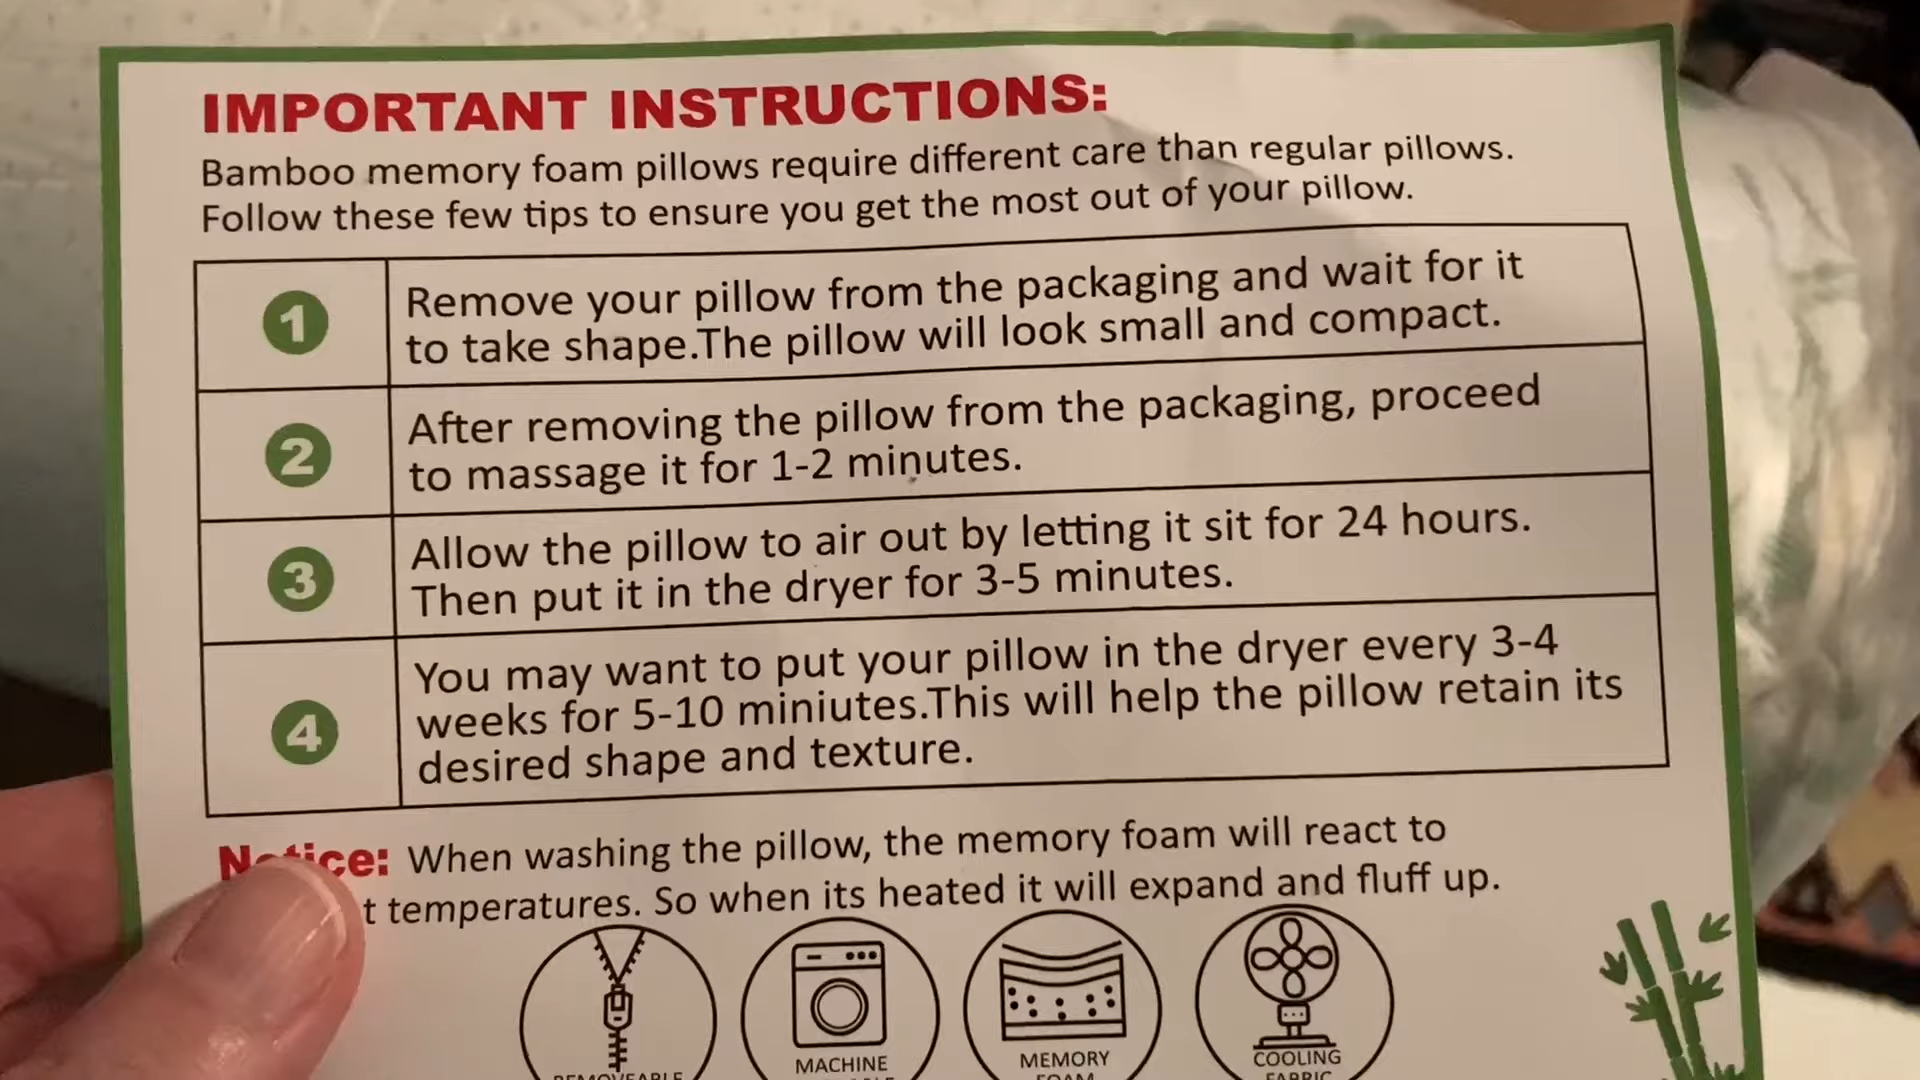 IMPORTANT INSTRUCTIONS:
Bamboo memory foam pillows require different care than regular pillows.
Follow these few tips to ensure you get the most out of your pillow.
1
Remove your pillow from the packaging and wait for it
to take shape.The pillow will look small and compact.
2
After removing the pillow from the packaging, proceed
to massage it for 1-2 minutes.
3
Allow the pillow to air out by letting it sit for 24 hours.
Then put it in the dryer for 3-5 minutes.
4
You may want to put your pillow in the dryer every 3-4
weeks for 5-10 miniutes.This will help the pillow retain its
desired shape and texture.
Notice: When washing the pillow, the memory foam will react to
temperatures. So when its heated it will expand and fluff up.
REMOVEABLE
MACHINE
MEMORY
FOAM
COOLING
FABRIC